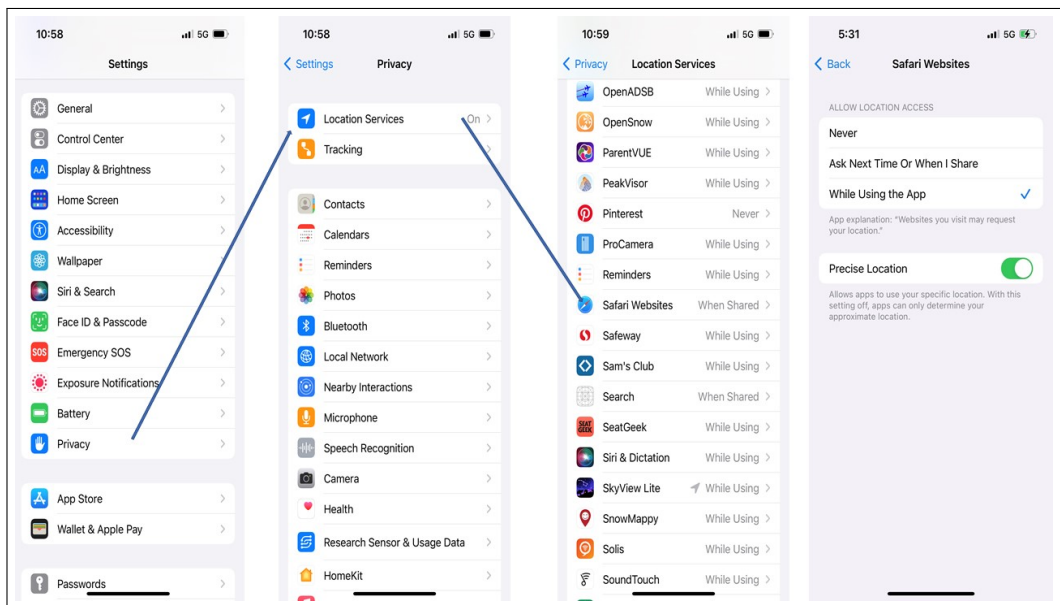 10:58
5G
Settings
General
Control Center
AA
Display & Brightness
Home Screen
Accessibility
Wallpaper
Siri & Search
Face ID & Passcode
SOS
Emergency SOS
Exposure Notifications
Battery
Privacy
App Store
Wallet & Apple Pay
Passwords
10:58
5G
Settings
Privacy
Location Services On
Tracking
Contacts
Calendars
Reminders
Photos
Bluetooth
Local Network
Nearby Interactions
Microphone
Speech Recognition
Camera
Health
Research Sensor & Usage Data
HomeKit
10:59
5G
Privacy
Location Services
OpenADSB While Using
OpenSnow While Using
ParentVUE While Using
PeakVisor While Using
Pinterest Never
ProCamera While Using
Reminders While Using
Safari Websites When Shared
Safeway While Using
Sam's Club While Using
Search When Shared
SEAT
GEEK
SeatGeek While Using
Siri & Dictation While Using
SkyView Lite While Using
SnowMappy While Using
Solis While Using
SoundTouch While Using
5:31
5G
Back
Safari Websites
ALLOW LOCATION ACCESS
Never
Ask Next Time Or When I Share
While Using the App
App explanation: "Websites you visit may request
your location."
Precise Location
Allows apps to use your specific location. With this
setting off, apps can only determine your
approximate location.